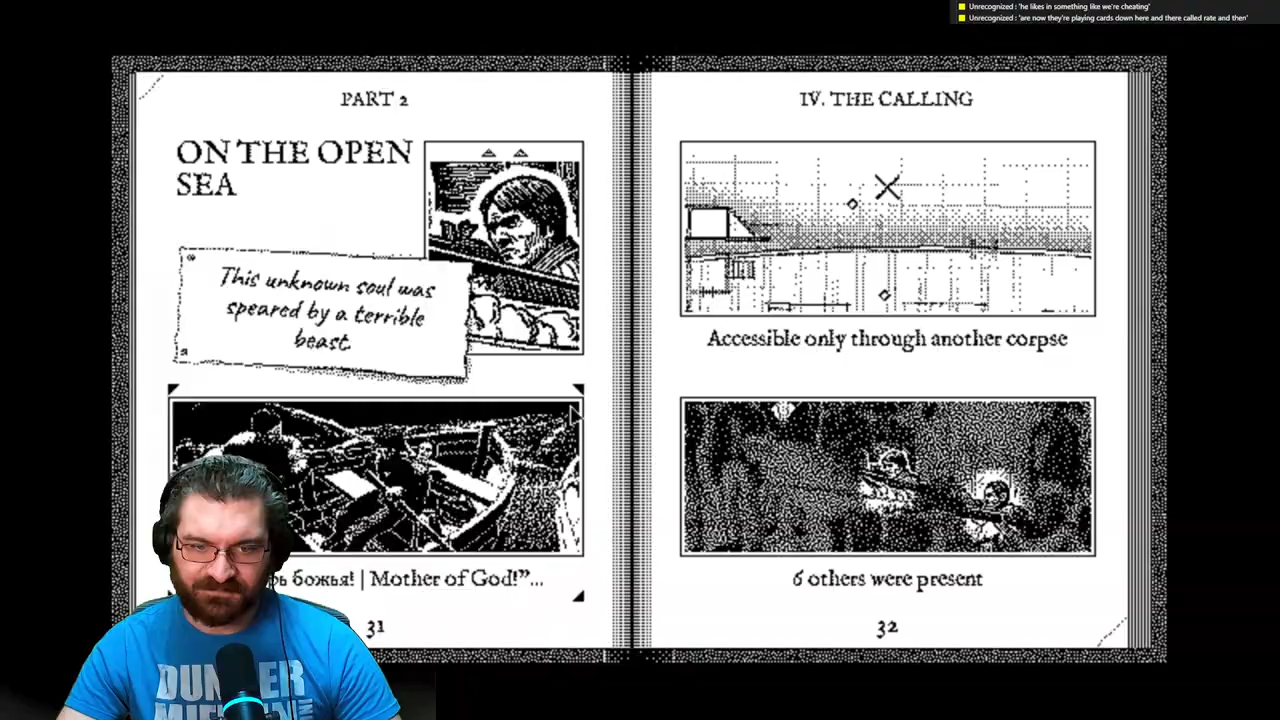 Unrecognized : 'he likes in something like we're cheating'
Unrecognized : 'are now they're playing cards down here and there called rate and then'
PART 2
ON THE OPEN
SEA
This unknown soul was
speared by a terrible
beast.
божья! | Mother of God!”...
31
IV. THE CALLING
Accessible only through another corpse
6 others were present
32